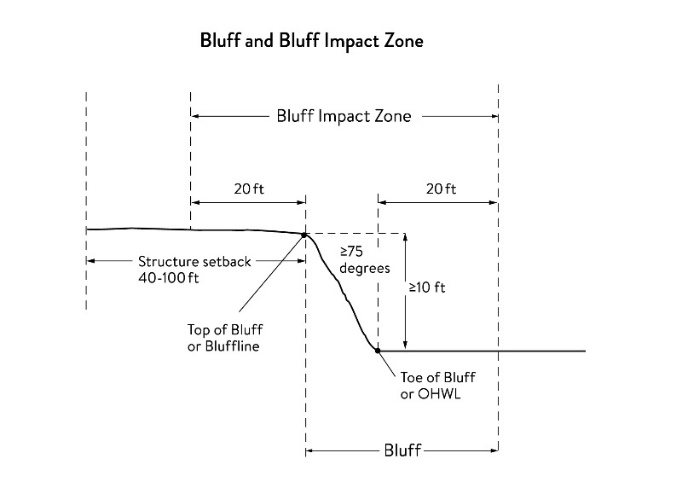 Bluff and Bluff Impact Zone
Bluff Impact Zone
20 ft
20 ft
≥75
degrees
Structure setback
40-100 ft
≥10 ft
Top of Bluff
or Bluffline
Toe of Bluff
or OHWL
Bluff